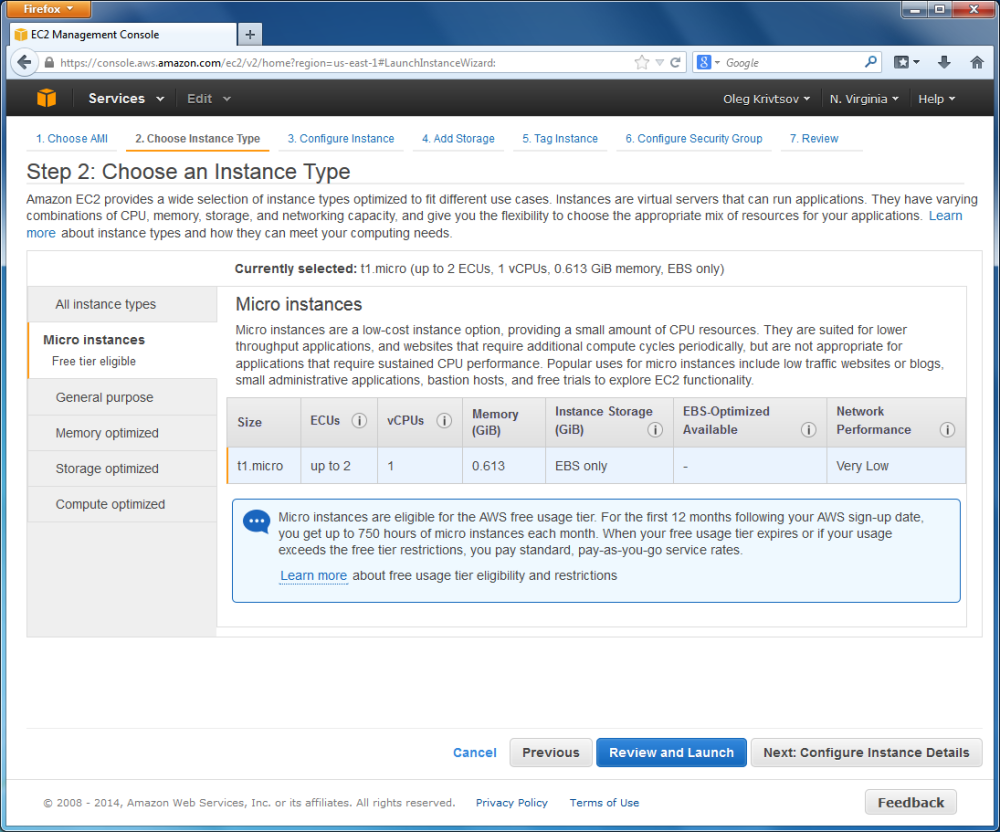 Firefox
EC2 Management Console
https://console.aws.amazon.com/ec2/v2/home?region=us-east-1#LaunchInstanceWizard:
Google
Services Edit Oleg Krivtsov N. Virginia Help
1. Choose AMI 2. Choose Instance Type 3. Configure Instance 4. Add Storage 5. Tag Instance 6. Configure Security Group 7. Review
Step 2: Choose an Instance Type
Amazon EC2 provides a wide selection of instance types optimized to fit different use cases. Instances are virtual servers that can run applications. They have varying
combinations of CPU, memory, storage, and networking capacity, and give you the flexibility to choose the appropriate mix of resources for your applications. Learn
more about instance types and how they can meet your computing needs.
Currently selected: t1.micro (up to 2 ECUs, 1 vCPUs, 0.613 GiB memory, EBS only)
All instance types
Micro instances
Free tier eligible
General purpose
Memory optimized
Storage optimized
Compute optimized
Micro instances
Micro instances are a low-cost instance option, providing a small amount of CPU resources. They are suited for lower
throughput applications, and websites that require additional compute cycles periodically, but are not appropriate for
applications that require sustained CPU performance. Popular uses for micro instances include low traffic websites or blogs,
small administrative applications, bastion hosts, and free trials to explore EC2 functionality.
Size ECUs vCPUs Memory (GiB) Instance Storage (GiB) EBS-Optimized Available Network Performance
t1.micro up to 2 1 0.613 EBS only - Very Low
Micro instances are eligible for the AWS free usage tier. For the first 12 months following your AWS sign-up date,
you get up to 750 hours of micro instances each month. When your free usage tier expires or if your usage
exceeds the free tier restrictions, you pay standard, pay-as-you-go service rates.
Learn more about free usage tier eligibility and restrictions
Cancel Previous Review and Launch Next: Configure Instance Details
© 2008 - 2014, Amazon Web Services, Inc. or its affiliates. All rights reserved. Privacy Policy Terms of Use Feedback